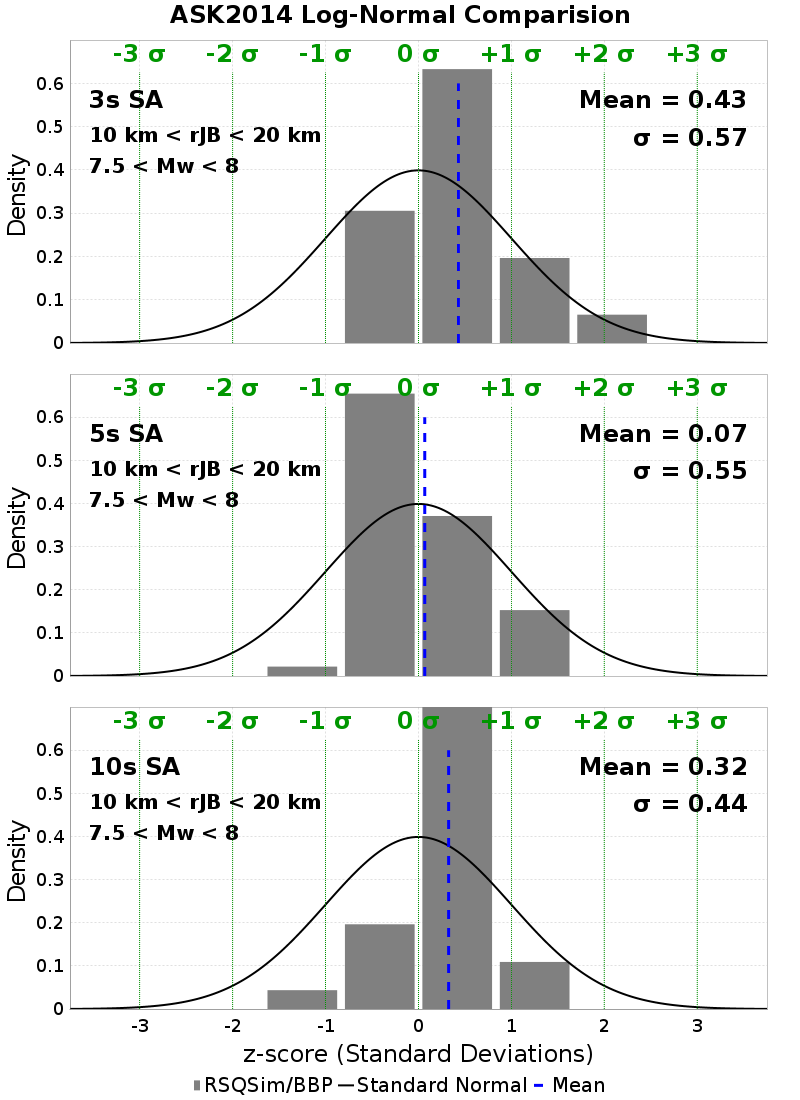 ASK2014 Log-Normal Comparision
-3 σ -2 σ -1 σ 0 σ +1 σ +2 σ +3 σ
3s SA
10 km < rJB < 20 km
7.5 < Mw < 8
Mean = 0.43
σ = 0.57
Density
0.6
0.5
0.4
0.3
0.2
0.1
0
-3 σ -2 σ -1 σ 0 σ +1 σ +2 σ +3 σ
5s SA
10 km < rJB < 20 km
7.5 < Mw < 8
Mean = 0.07
σ = 0.55
Density
0.6
0.5
0.4
0.3
0.2
0.1
0
-3 σ -2 σ -1 σ 0 σ +1 σ +2 σ +3 σ
10s SA
10 km < rJB < 20 km
7.5 < Mw < 8
Mean = 0.32
σ = 0.44
Density
0.6
0.5
0.4
0.3
0.2
0.1
0
-3 -2 -1 0 1 2 3
z-score (Standard Deviations)
RSQSim/BBP Standard Normal Mean